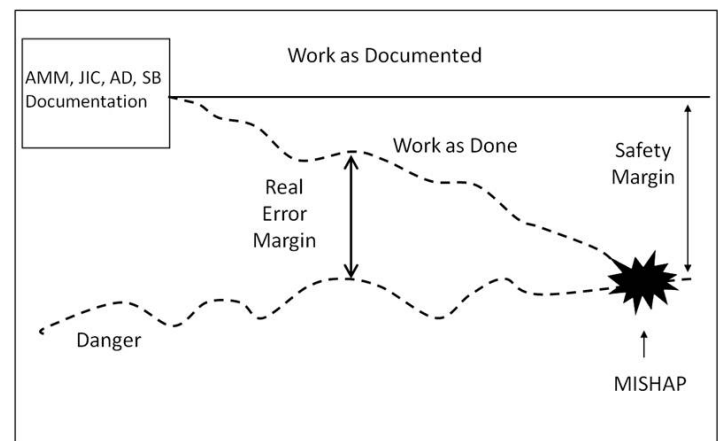 Work as Documented
AMM, JIC, AD, SB
Documentation
Work as Done
Safety
Margin
Real
Error
Margin
Danger
MISHAP